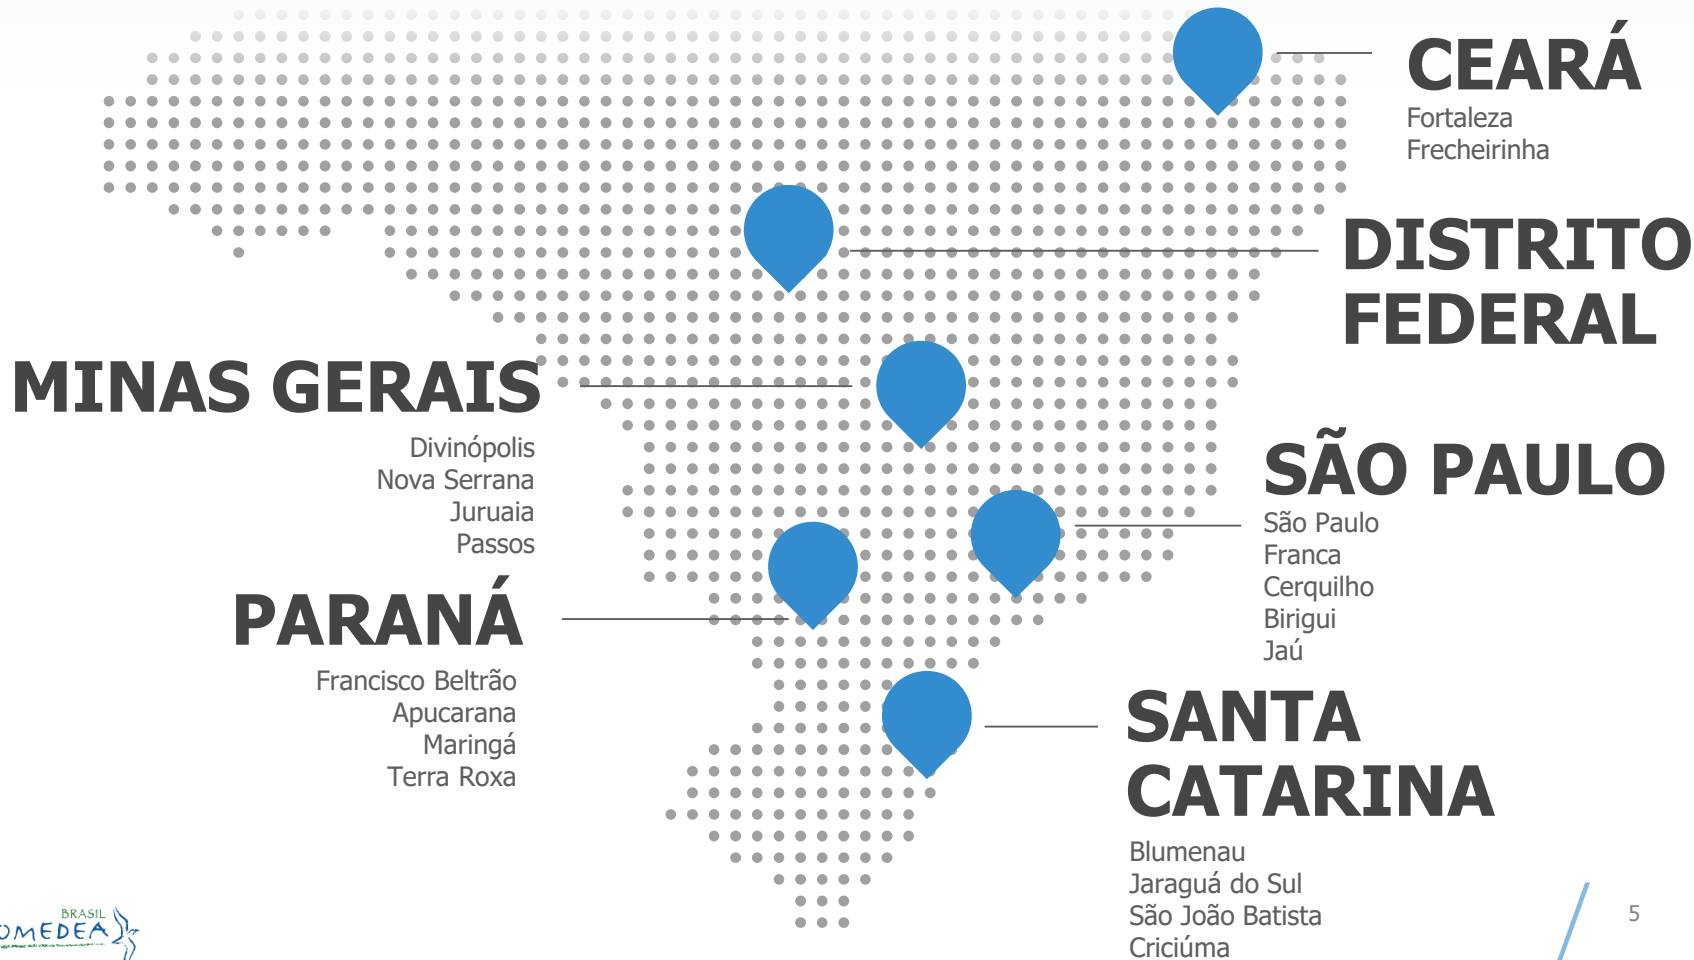 CEARÁ
Fortaleza
Frecheirinha
DISTRITO
FEDERAL
MINAS GERAIS
Divinópolis
Nova Serrana
Juruaia
Passos
SÃO PAULO
São Paulo
Franca
Cerquilho
Birigui
Jaú
PARANÁ
Francisco Beltrão
Apucarana
Maringá
Terra Roxa
SANTA
CATARINA
Blumenau
Jaraguá do Sul
São João Batista
Criciúma
BRASIL
OMEDEA
5